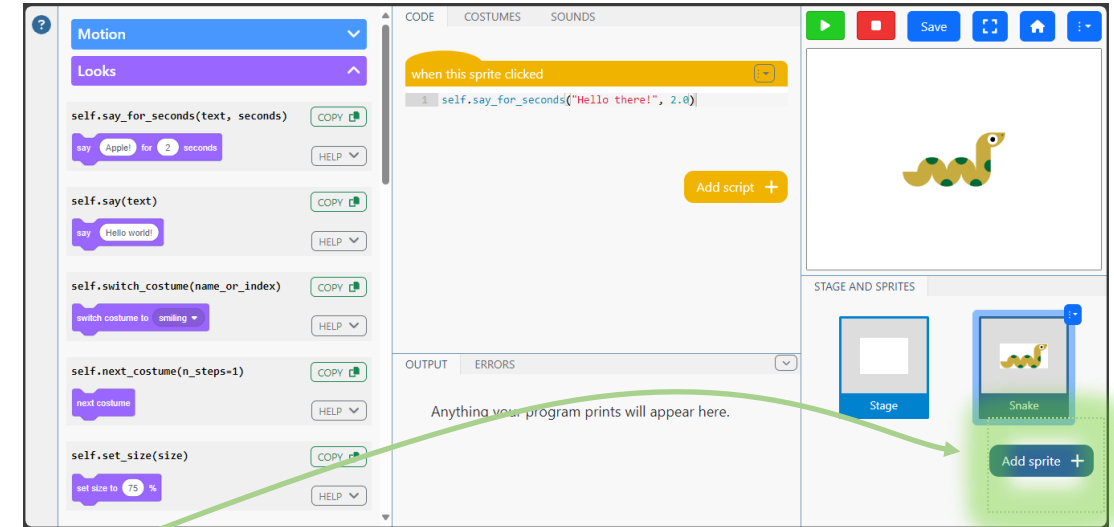 ?
Motion
Looks
self.say_for_seconds(text, seconds)
COPY
say Apple! for 2 seconds
HELP
self.say(text)
COPY
say Hello world!
HELP
self.switch_costume(name_or_index)
COPY
switch costume to smiling
HELP
self.next_costume(n_steps=1)
COPY
next costume
HELP
self.set_size(size)
COPY
set size to 75 %
HELP
CODE COSTUMES SOUNDS
when this sprite clicked
1 self.say_for_seconds("Hello there!", 2.0)
Add script +
OUTPUT ERRORS
Anything your program prints will appear here.
Save
STAGE AND SPRITES
Stage
Snake
Add sprite +